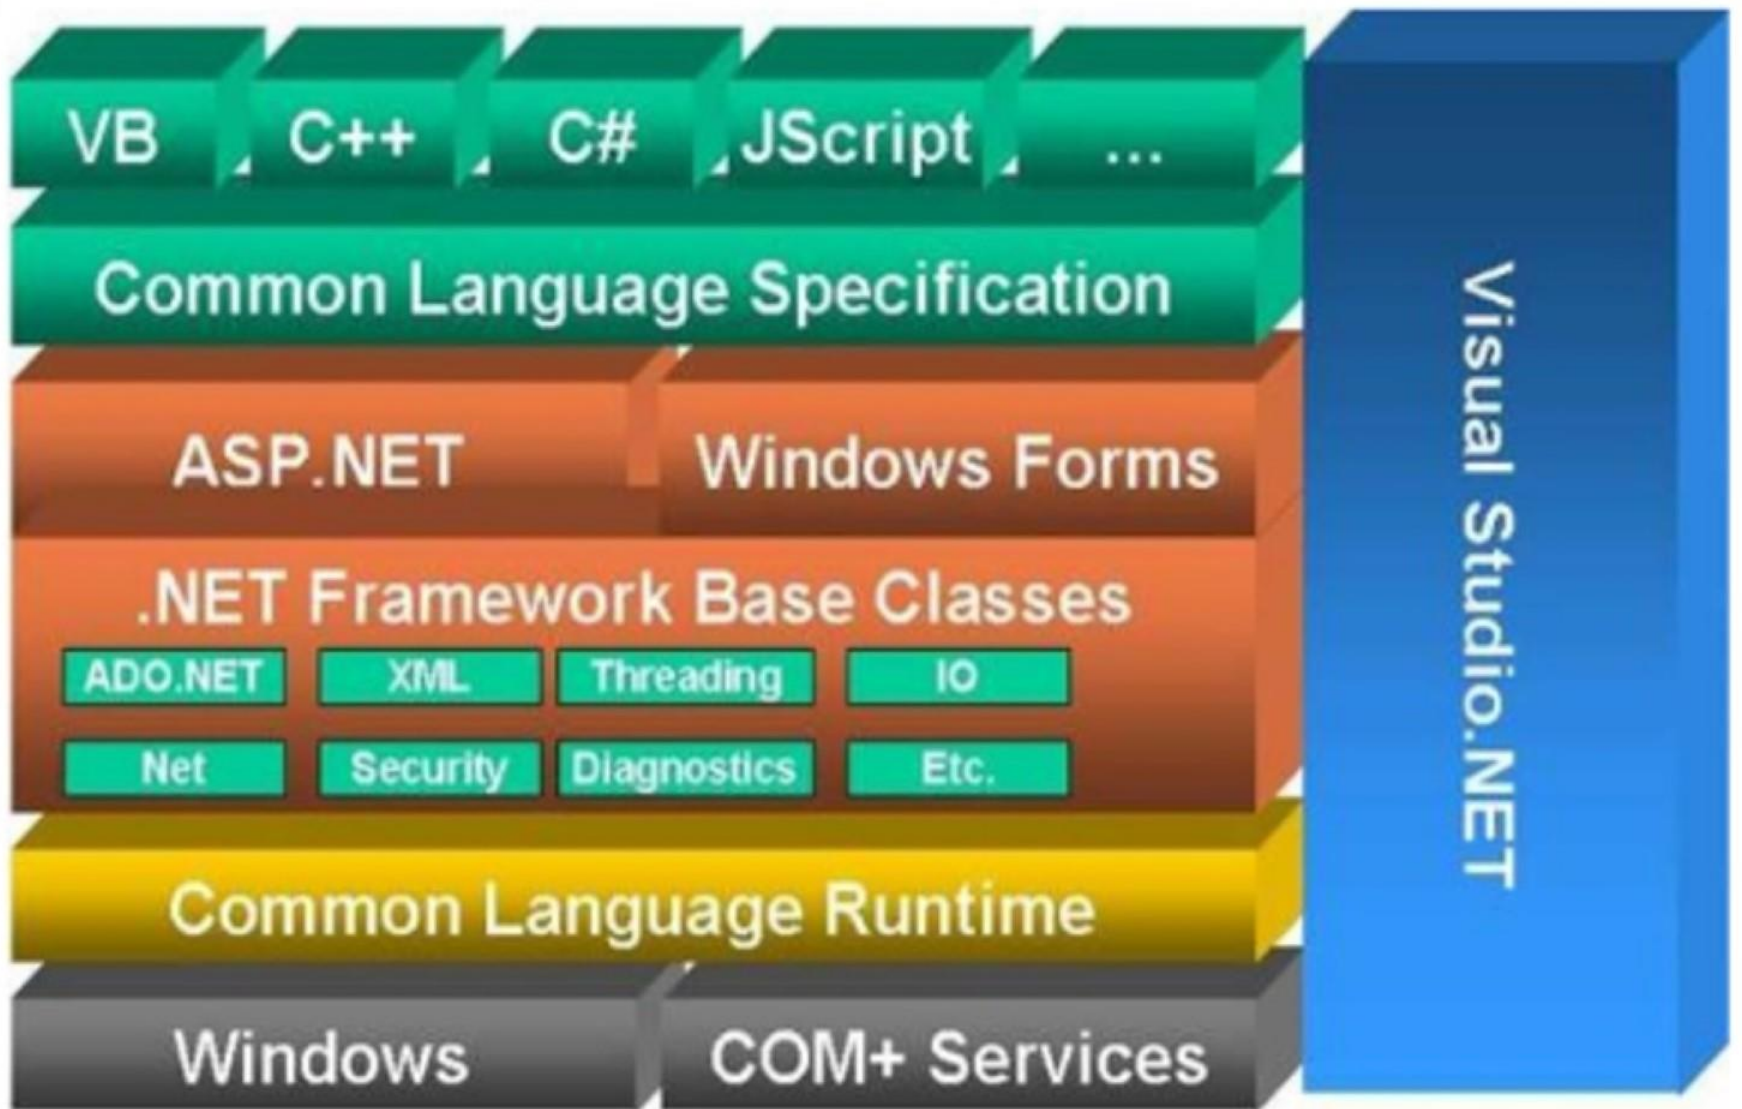 VB
C++
C#
JScript
...
Common Language Specification
ASP.NET
Windows Forms
.NET Framework Base Classes
ADO.NET
XML
Threading
IO
Net
Security
Diagnostics
Etc.
Common Language Runtime
Windows
COM+ Services
Visual Studio.NET